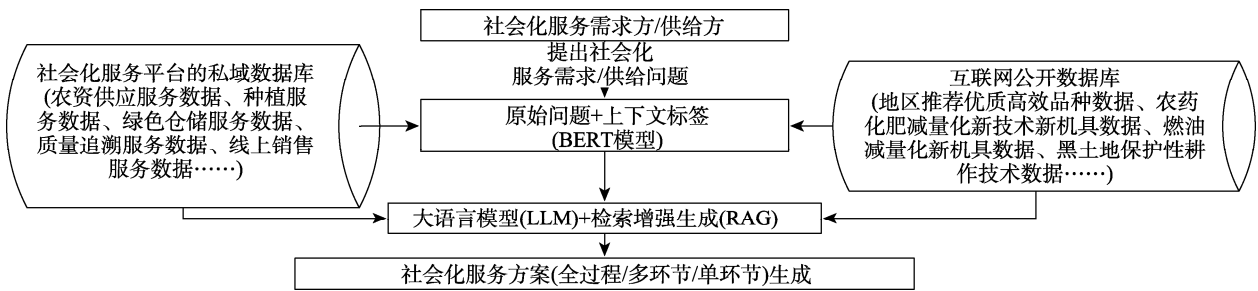 社会化服务需求方/供给方
提出社会化
服务需求/供给问题
社会化服务平台的私域数据库
(农资供应服务数据、种植服
务数据、绿色仓储服务数据、
质量追溯服务数据、线上销售
服务数据……)
原始问题+上下文标签
(BERT模型)
互联网公开数据库
(地区推荐优质高效品种数据、农药
化肥减量化新技术新机具数据、燃油
减量化新机具数据、黑土地保护性耕
作技术数据……)
大语言模型(LLM)+检索增强生成(RAG)
社会化服务方案(全过程/多环节/单环节)生成